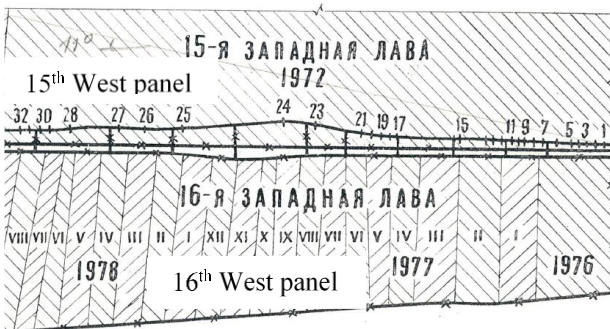 15-я ЗАПАДНАЯ ЛАВА
1972
15th West panel
32 30 28 27 26 25 24 23 21 19 17 15 11 9 7 5 3 1
16-я ЗАПАДНАЯ ЛАВА
VIII VII VI V IV III II I XII XI X IX VIII VII VI V IV III II I
1978 1977 1976
16th West panel